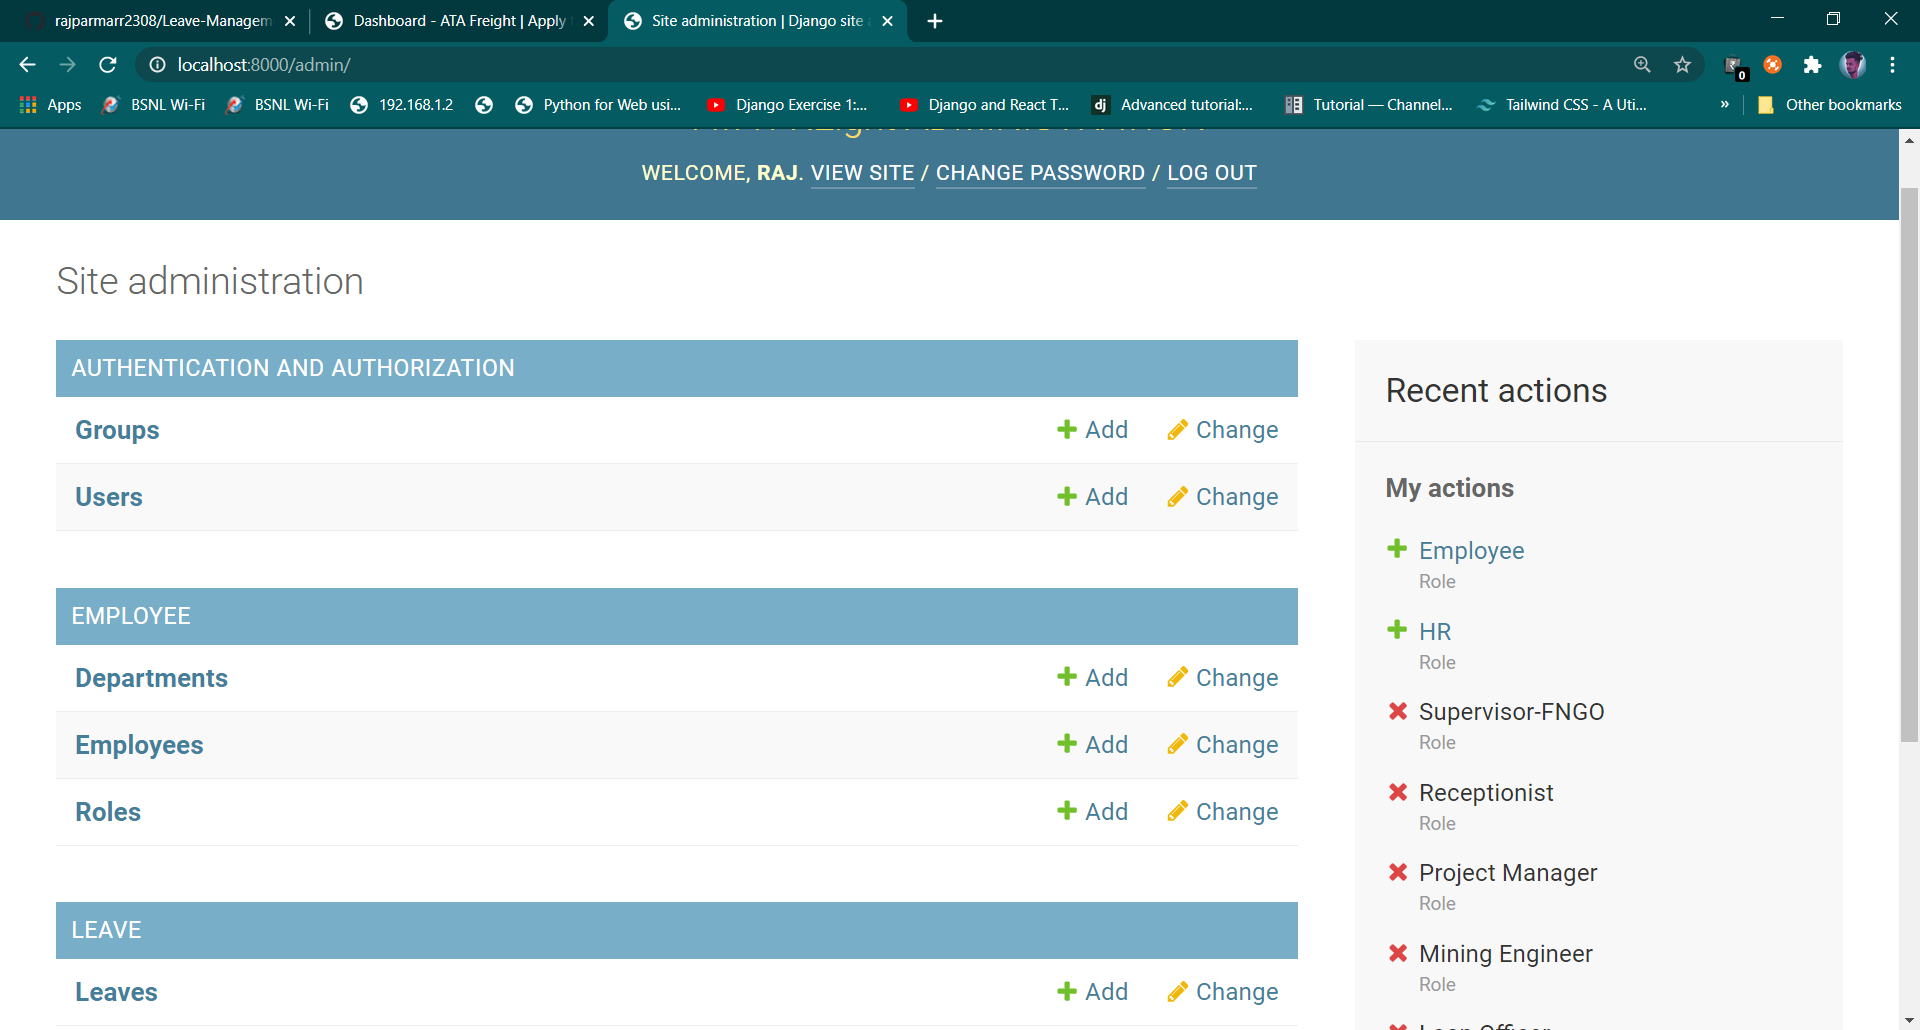 rajparmarr2308/Leave-Managem
Dashboard - ATA Freight | Apply
Site administration | Django site a
localhost:8000/admin/
0
Apps
BSNL Wi-Fi
BSNL Wi-Fi
192.168.1.2
Python for Web usi...
Django Exercise 1:...
Django and React T...
dj
Advanced tutorial:...
Tutorial — Channel...
Tailwind CSS - A Uti...
»
Other bookmarks
WELCOME, RAJ. VIEW SITE / CHANGE PASSWORD / LOG OUT
Site administration
AUTHENTICATION AND AUTHORIZATION
Groups Add Change
Users Add Change
EMPLOYEE
Departments Add Change
Employees Add Change
Roles Add Change
LEAVE
Leaves Add Change
Recent actions
My actions
Employee
Role
HR
Role
Supervisor-FNGO
Role
Receptionist
Role
Project Manager
Role
Mining Engineer
Role